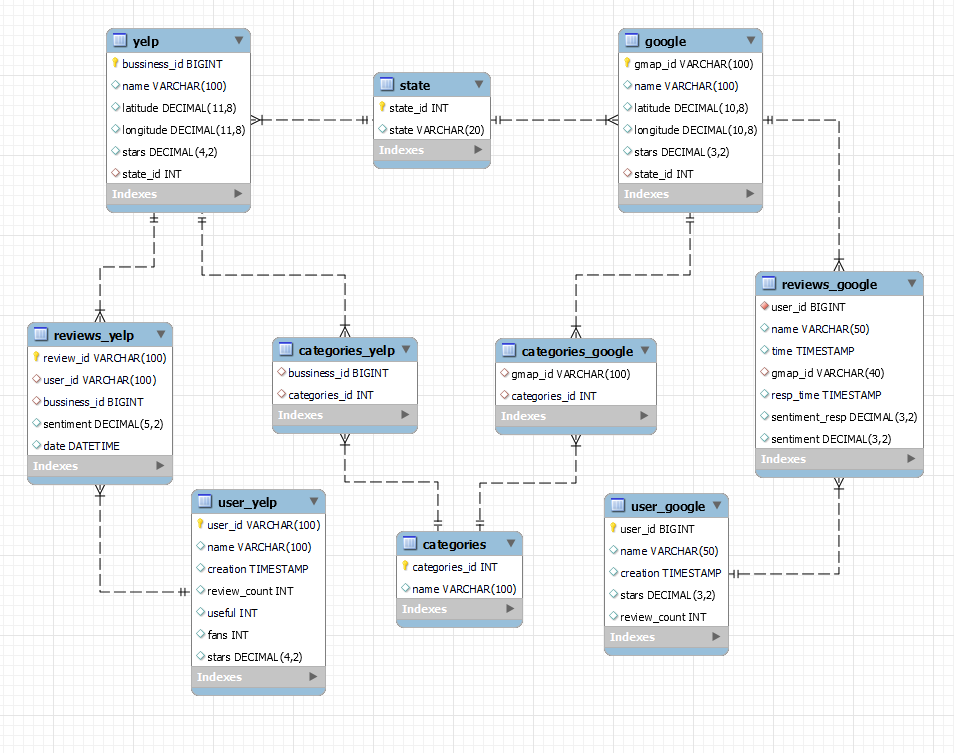 yelp
bussiness_id BIGINT
name VARCHAR(100)
latitude DECIMAL(11,8)
longitude DECIMAL(11,8)
stars DECIMAL(4,2)
state_id INT
Indexes
state
state_id INT
state VARCHAR(20)
Indexes
google
gmap_id VARCHAR(100)
name VARCHAR(100)
latitude DECIMAL(10,8)
longitude DECIMAL(10,8)
stars DECIMAL(3,2)
state_id INT
Indexes
reviews_yelp
review_id VARCHAR(100)
user_id VARCHAR(100)
bussiness_id BIGINT
sentiment DECIMAL(5,2)
date DATETIME
Indexes
categories_yelp
bussiness_id BIGINT
categories_id INT
Indexes
categories_google
gmap_id VARCHAR(100)
categories_id INT
Indexes
reviews_google
user_id BIGINT
name VARCHAR(50)
time TIMESTAMP
gmap_id VARCHAR(40)
resp_time TIMESTAMP
sentiment_resp DECIMAL(3,2)
sentiment DECIMAL(3,2)
Indexes
user_yelp
user_id VARCHAR(100)
name VARCHAR(100)
creation TIMESTAMP
review_count INT
useful INT
fans INT
stars DECIMAL(4,2)
Indexes
categories
categories_id INT
name VARCHAR(100)
Indexes
user_google
user_id BIGINT
name VARCHAR(50)
creation TIMESTAMP
stars DECIMAL(3,2)
review_count INT
Indexes